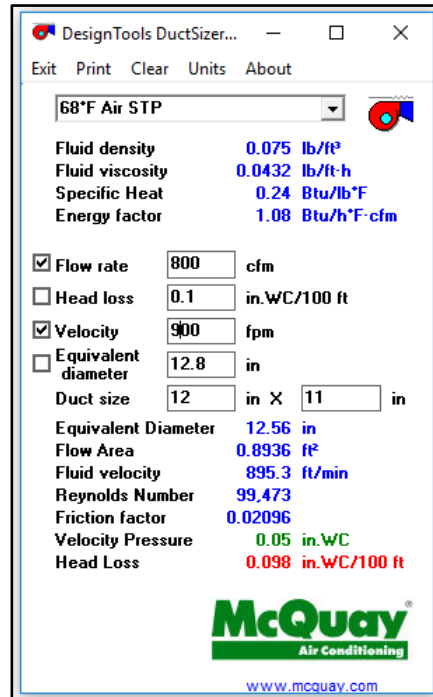 DesignTools DuctSizer...
Exit Print Clear Units About
68*F Air STP
Fluid density 0.075 lb/ft³
Fluid viscosity 0.0432 lb/ft·h
Specific Heat 0.24 Btu/lb*F
Energy factor 1.08 Btu/h*F·cfm
Flow rate 800 cfm
Head loss 0.1 in.WC/100 ft
Velocity 900 fpm
Equivalent
diameter 12.8 in
Duct size 12 in X 11 in
Equivalent Diameter 12.56 in
Flow Area 0.8936 ft²
Fluid velocity 895.3 ft/min
Reynolds Number 99,473
Friction factor 0.02096
Velocity Pressure 0.05 in.WC
Head Loss 0.098 in.WC/100 ft
McQuay®
Air Conditioning
www.mcquay.com